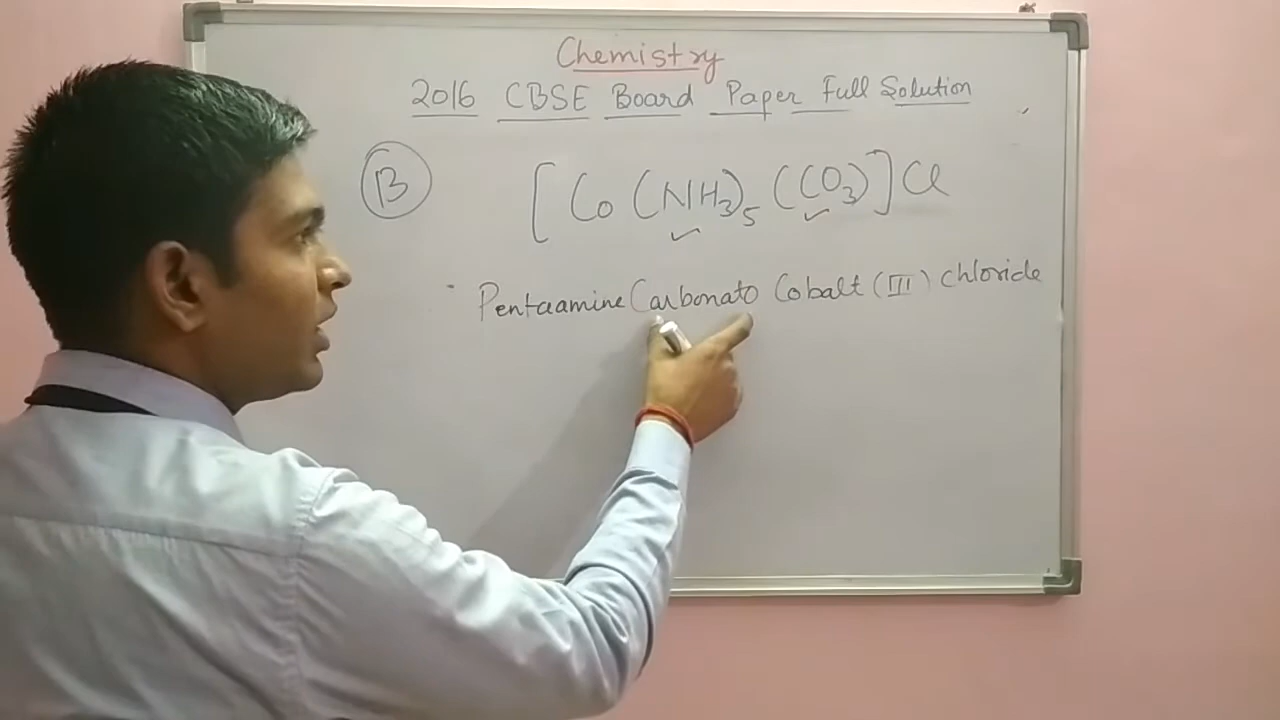 Chemistry
2016 CBSE Board Paper Full Solution
B [Co(NH3)5(CO3)]Cl
Pentaamine Carbonato Cobalt (III) chloride